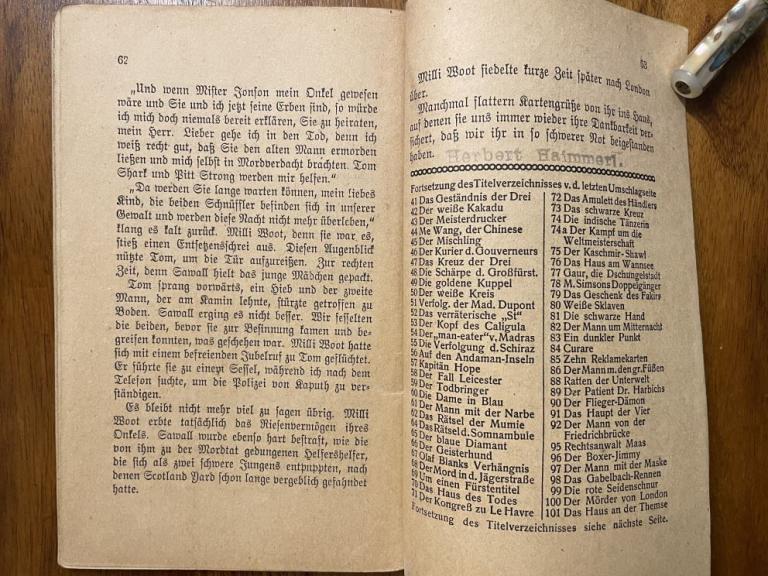 62
„Und wenn Mister Jonson mein Onkel gewesen
wäre und Sie und ich jetzt seine Erben sind, so würde
ich mich doch niemals bereit erklären, Sie zu heiraten,
mein Herr. Lieber gehe ich in den Tod, denn ich
weiß recht gut, daß Sie den alten Mann ermorden
ließen und mich selbst in Mordverdacht brachten. Tom
Shark und Pitt Strong werden mir helfen.“
„Da werden Sie lange warten können, mein liebes
Kind, die beiden Schnüffler befinden sich in unserer
Gewalt und werden diese Nacht nicht mehr überleben,“
klang es kalt zurück. Milli Woot, denn sie war es,
stieß einen Entsetzensschrei aus. Diesen Augenblick
nützte Tom, um die Tür aufzureißen. Zur rechten
Zeit, denn Sawall hielt das junge Mädchen gepackt.
Tom sprang vorwärts, ein Hieb und der zweite
Mann, der am Kamin lehnte, stürzte getroffen zu
Boden. Sawall erging es nicht besser. Wir fesselten
die beiden, bevor sie zur Besinnung kamen und be-
greifen konnten, was geschehen war. Milli Woot hatte
sich mit einem befreienden Jubelruf zu Tom geflüchtet.
Er führte sie zu einem Sessel, während ich nach dem
Telefon suchte, um die Polizei von Kaputh zu ver-
ständigen.
Es bleibt nicht mehr viel zu sagen übrig. Milli
Woot erbte tatsächlich das Riesenvermögen ihres
Onkels. Sawall wurde ebenso hart bestraft, wie die
von ihm zu der Mordtat gedungenen Helfershelfer,
die sich als zwei schwere Jungens entpuppten, nach
denen Scotland Yard schon lange vergeblich gefahndet
hatte.
63
Milli Woot siedelte kurze Zeit später nach London
über.
Manchmal flattern Kartengrüße von ihr ins Haus,
auf denen sie uns immer wieder ihre Dankbarkeit ver-
sichert, daß wir ihr in so schwerer Not beigestanden
haben.
Herbert Haimmerl.
Fortsetzung des Titelverzeichnisses v. d. letzten Umschlagseite
41 Das Geständnis der Drei
42 Der weiße Kakadu
43 Der Meisterdrucker
44 Me Wang, der Chinese
45 Der Mischling
46 Der Kurier d. Gouverneurs
47 Das Kreuz der Drei
48 Die Schärpe d. Großfürst.
49 Die goldene Kuppel
50 Der weiße Kreis
51 Verfolg. der Mad. Dupont
52 Das verräterische „St“
53 Der Kopf des Caligula
54 Der „man-eater“ v. Madras
55 Die Verfolgung d. Schiraz
56 Auf den Andaman-Inseln
57 Kapitän Hope
58 Der Fall Leicester
59 Der Todbringer
60 Die Dame in Blau
61 Der Mann mit der Narbe
62 Das Rätsel der Mumie
64 Das Rätsel d. Somnambule
65 Der blaue Diamant
66 Der Geisterhund
67 Olaf Blanks Verhängnis
68 Der Mord in d. Jägerstraße
69 Um einen Fürstentitel
70 Das Haus des Todes
71 Der Kongreß zu Le Havre
72 Das Amulett des Händlers
73 Das schwarze Kreuz
74 Die indische Tänzerin
74a Der Kampf um die
Weltmeisterschaft
75 Der Kaschmir-Shawl
76 Das Haus am Wannsee
77 Gaur, die Dschungelstadt
78 M. Simsons Doppelgänger
79 Das Geschenk des Fakirs
80 Weiße Sklaven
81 Die schwarze Hand
82 Der Mann um Mitternacht
83 Ein dunkler Punkt
84 Curare
85 Zehn Reklamekarten
86 Der Mann m. den gr. Füßen
88 Ratten der Unterwelt
89 Der Patient Dr. Harbichs
90 Der Flieger-Dämon
91 Das Haupt der Vier
92 Der Mann von der
Friedrichbrücke
95 Rechtsanwalt Maas
96 Der Boxer-Jimmy
97 Der Mann mit der Maske
98 Das Gabelbach-Rennen
99 Die rote Seidenschnur
100 Der Mörder von London
101 Das Haus an der Themse
Fortsetzung des Titelverzeichnisses siehe nächste Seite.